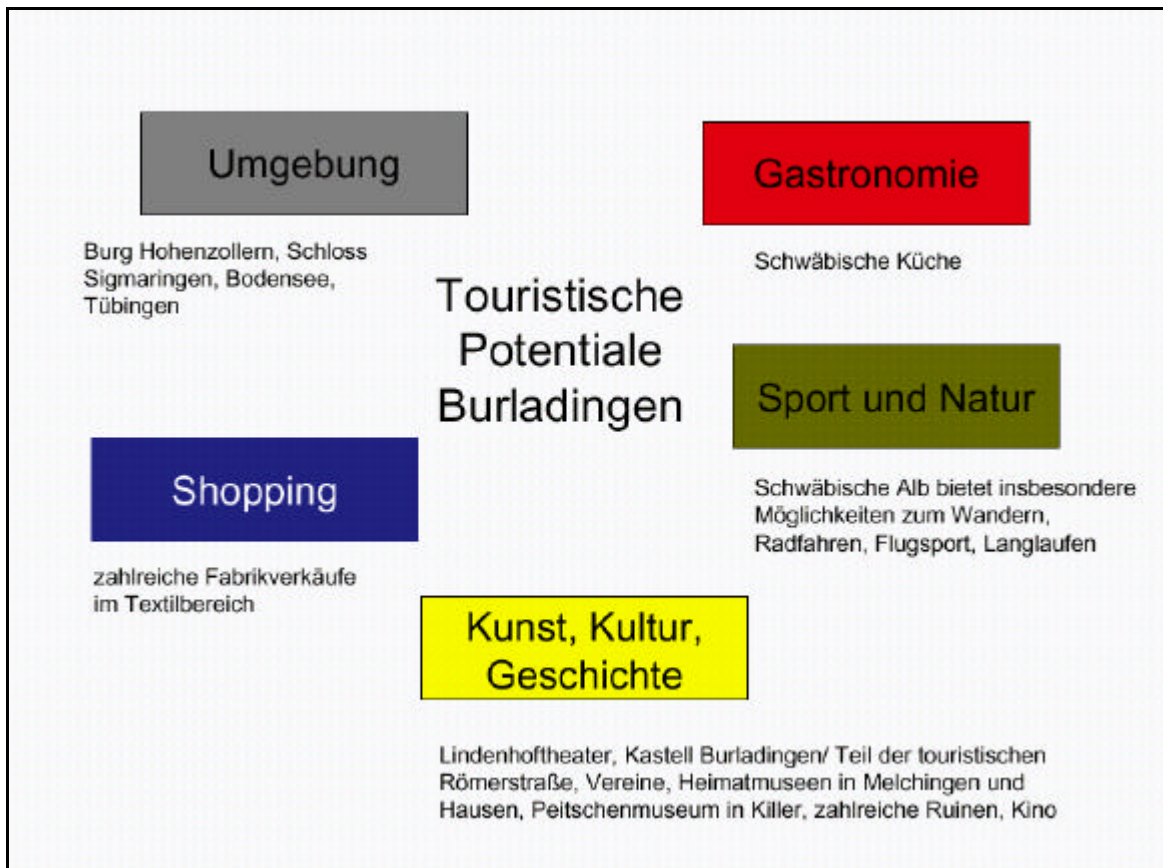 Umgebung
Burg Hohenzollern, Schloss
Sigmaringen, Bodensee,
Tübingen
Gastronomie
Schwäbische Küche
Touristische
Potentiale
Burladingen
Sport und Natur
Schwäbische Alb bietet insbesondere
Möglichkeiten zum Wandern,
Radfahren, Flugsport, Langlaufen
Shopping
zahlreiche Fabrikverkäufe
im Textilbereich
Kunst, Kultur,
Geschichte
Lindenhoftheater, Kastell Burladingen/ Teil der touristischen
Römerstraße, Vereine, Heimatmuseen in Melchingen und
Hausen, Peitschenmuseum in Killer, zahlreiche Ruinen, Kino